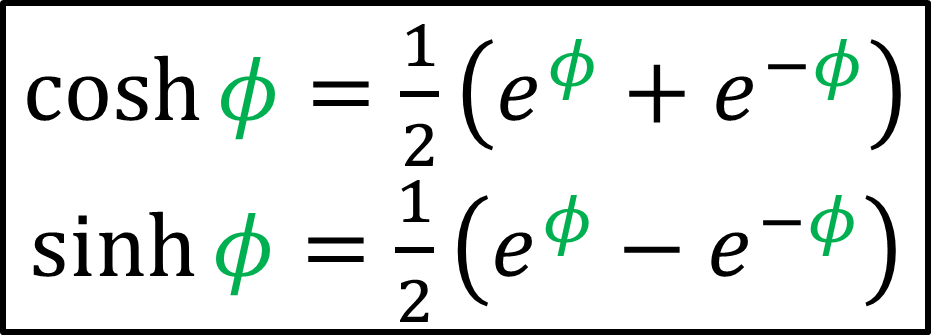 cosh ϕ = 1/2 (e^ϕ + e^−ϕ)
sinh ϕ = 1/2 (e^ϕ − e^−ϕ)